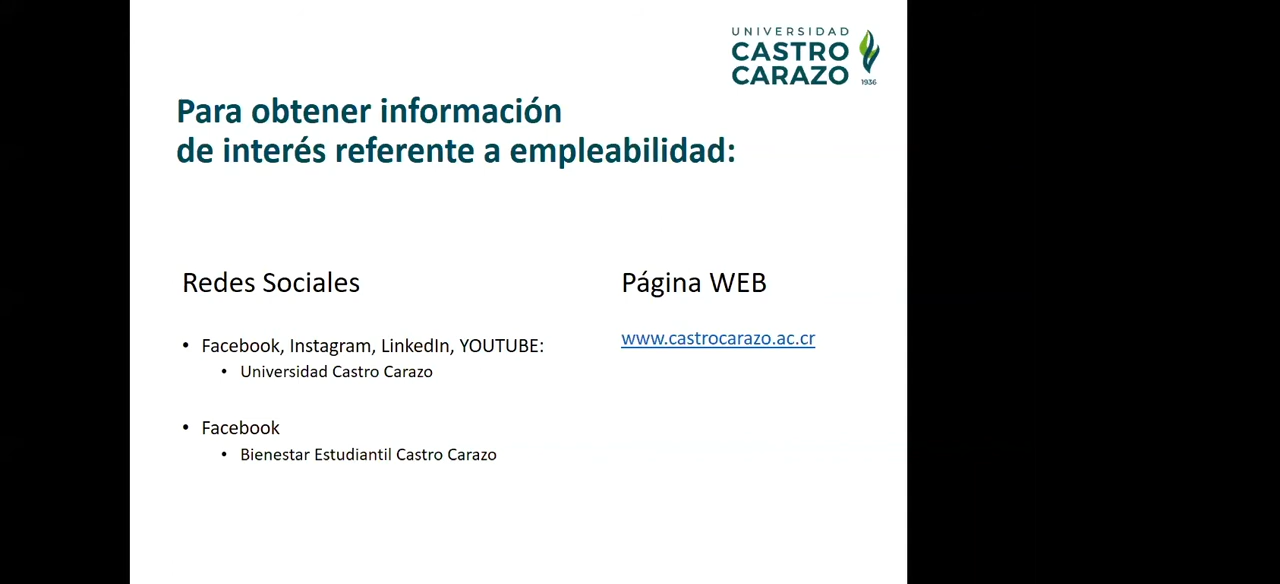 UNIVERSIDAD
CASTRO
CARAZO
1936
Para obtener información
de interés referente a empleabilidad:
Redes Sociales
• Facebook, Instagram, LinkedIn, YOUTUBE:
• Universidad Castro Carazo
• Facebook
• Bienestar Estudiantil Castro Carazo
Página WEB
www.castrocarazo.ac.cr